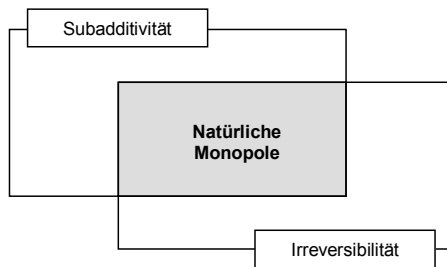 Subadditivität
Natürliche
Monopole
Irreversibilität